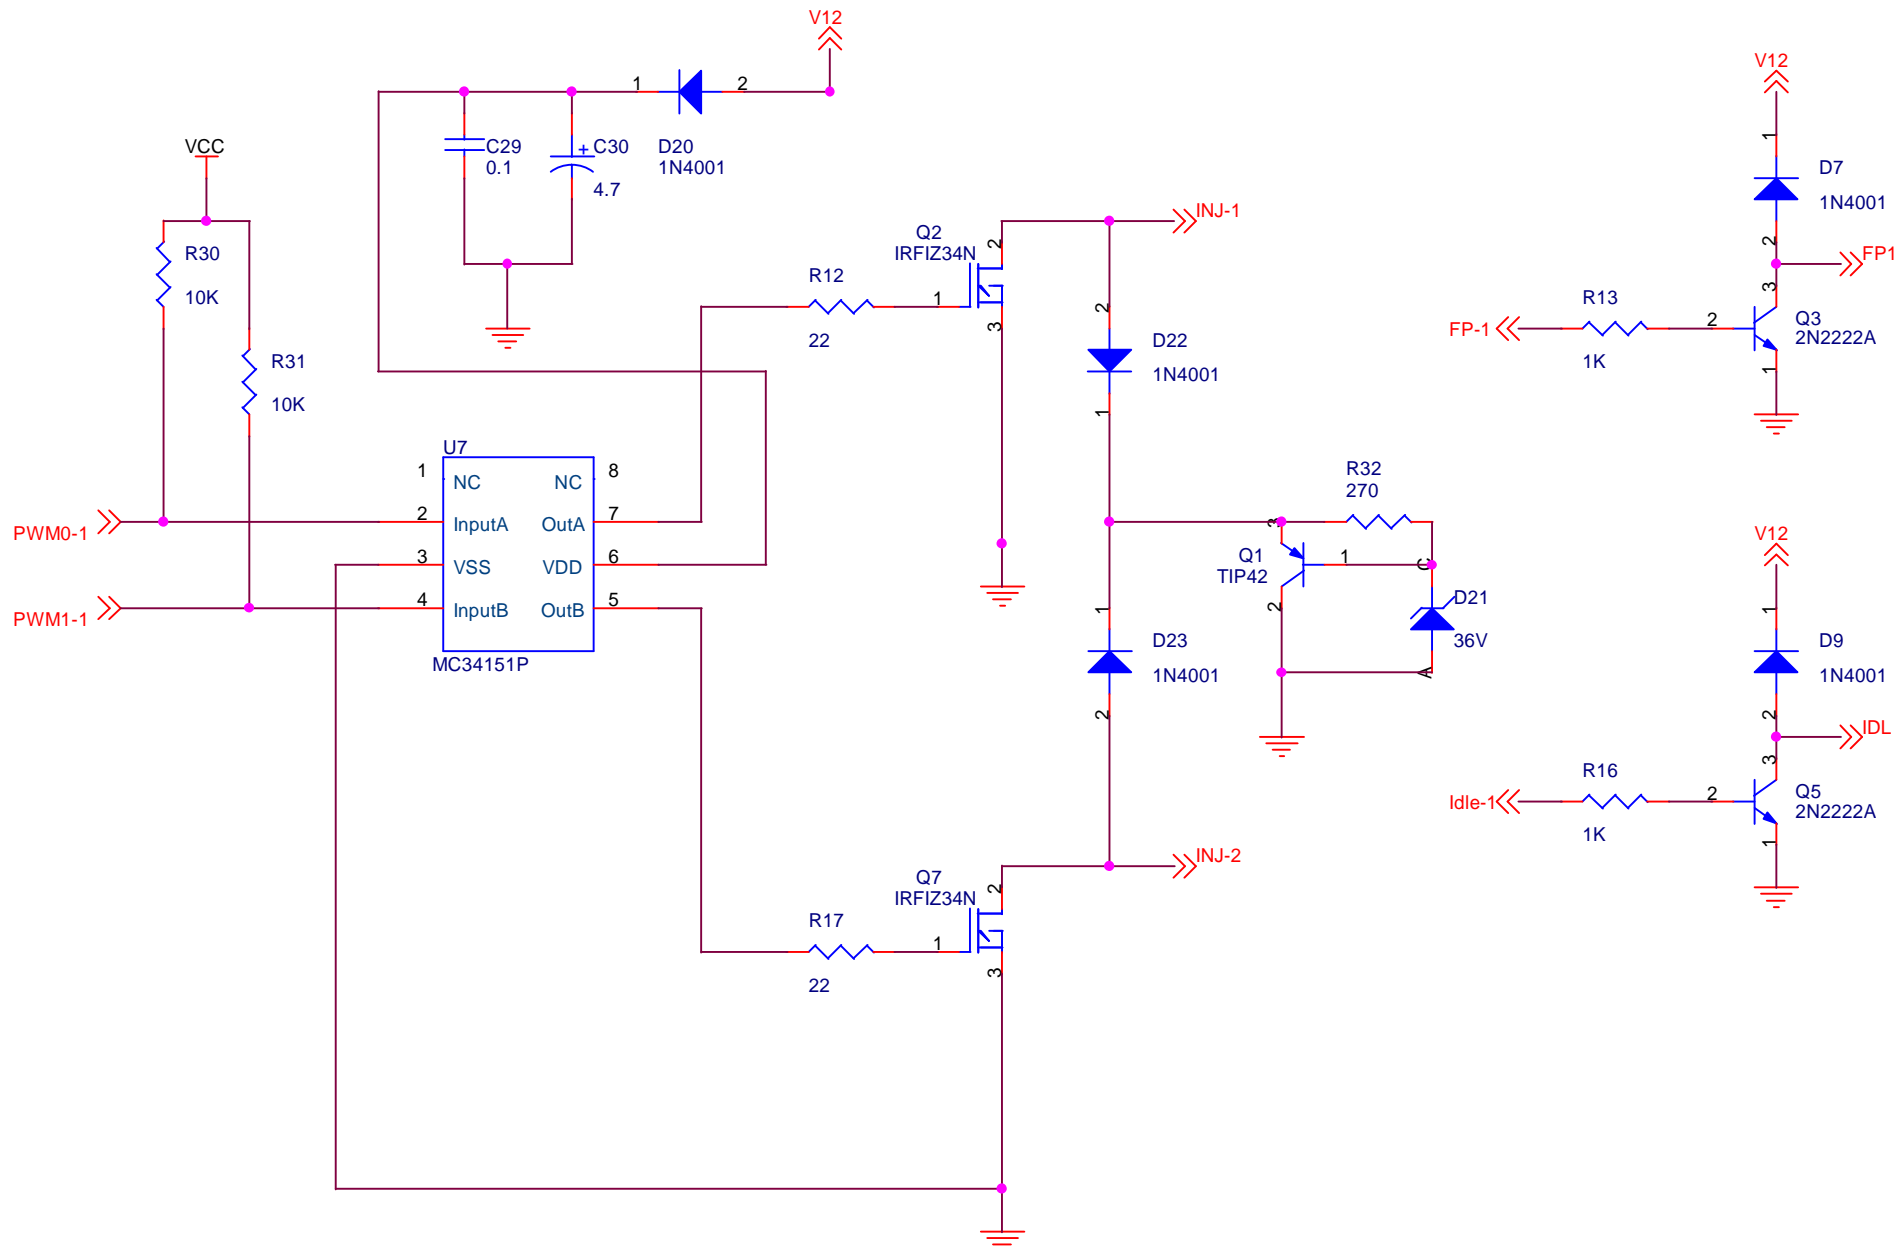 V12
1
2
C29
0.1
+
C30
4.7
D20
1N4001
VCC
R30
10K
R31
10K
U7
1
NC
NC
8
2
InputA
OutA
7
3
VSS
VDD
6
4
InputB
OutB
5
MC34151P
PWM0-1
PWM1-1
R12
22
Q2
IRFIZ34N
1
2
3
INJ-1
2
D22
1N4001
1
R32
270
3
Q1
TIP42
1
2
C
D21
36V
A
1
D23
1N4001
2
INJ-2
Q7
IRFIZ34N
2
1
3
R17
22
V12
1
D7
1N4001
2
FP1
3
R13
1K
FP-1
2
Q3
2N2222A
1
V12
1
D9
1N4001
2
IDL
3
R16
1K
Idle-1
2
Q5
2N2222A
1